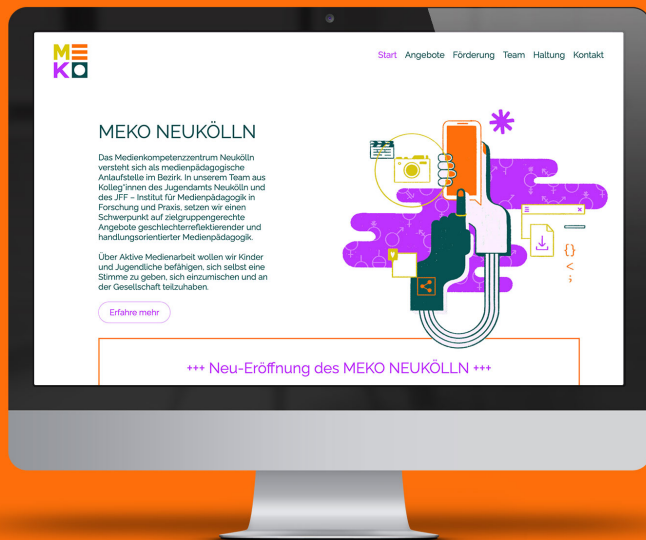 ME
KO
Start Angebote Förderung Team Haltung Kontakt
MEKO NEUKÖLLN
Das Medienkompetenzzentrum Neukölln
versteht sich als medienpädagogische
Anlaufstelle im Bezirk. In unserem Team aus
Kolleg*innen des Jugendamts Neukölln und
des JFF – Institut für Medienpädagogik in
Forschung und Praxis, setzen wir einen
Schwerpunkt auf zielgruppengerechte
Angebote geschlechterreflektierender und
handlungsorientierter Medienpädagogik.
Über Aktive Medienarbeit wollen wir Kinder
und Jugendliche befähigen, sich selbst eine
Stimme zu geben, sich einzumischen und an
der Gesellschaft teilzuhaben.
Erfahre mehr
{}
<
;
+++ Neu-Eröffnung des MEKO NEUKÖLLN +++